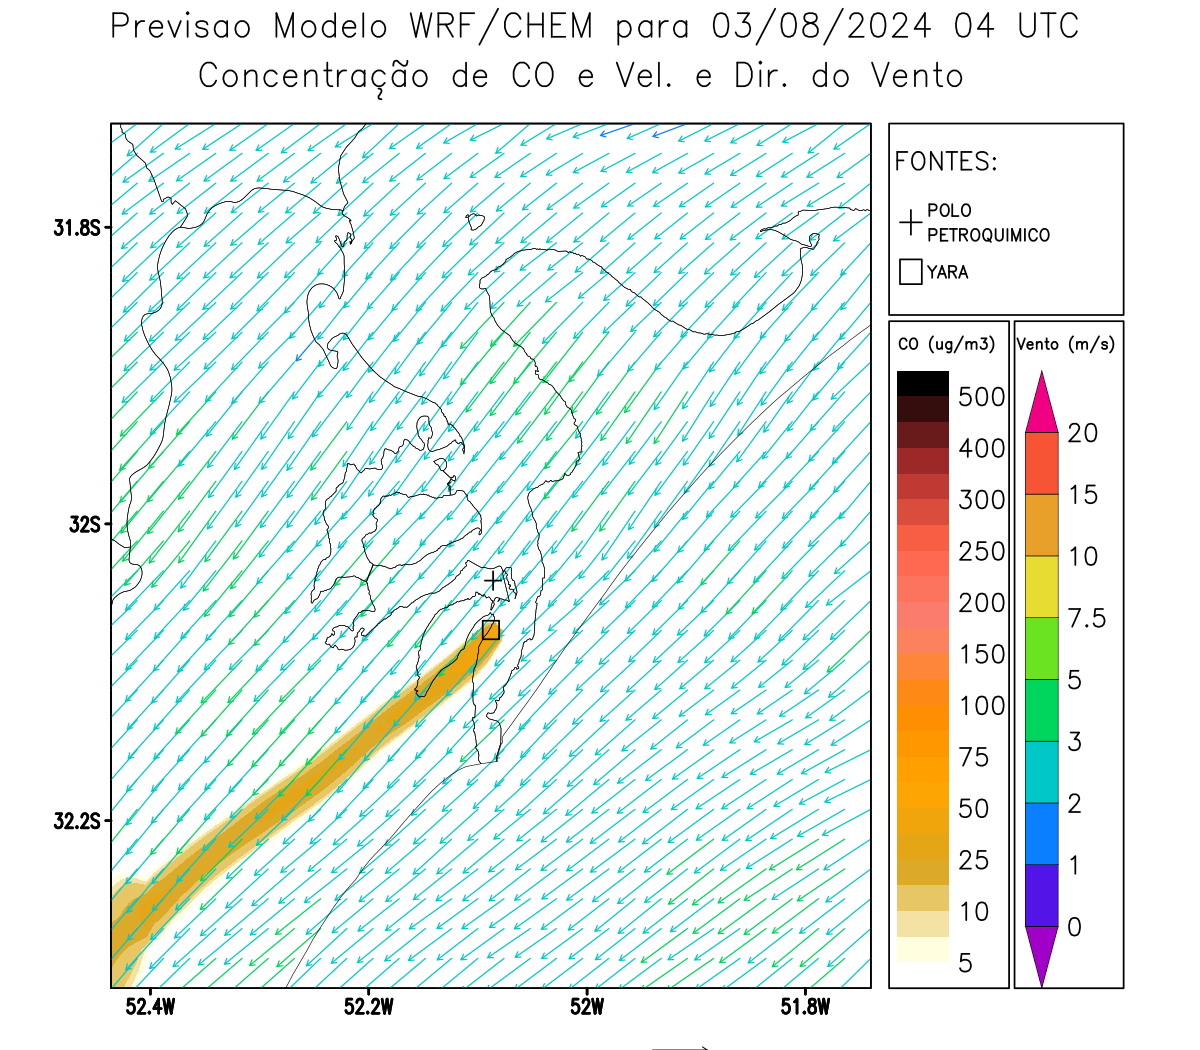 Previsao Modelo WRF/CHEM para 03/08/2024 04 UTC
Concentração de CO e Vel. e Dir. do Vento
FONTES:
POLO
PETROQUIMICO
YARA
CO (ug/m3)
500
400
300
250
200
150
100
75
50
25
10
5
Vento (m/s)
20
15
10
7.5
5
3
2
1
0
31.8S
32S
32.2S
52.4W
52.2W
52W
51.8W